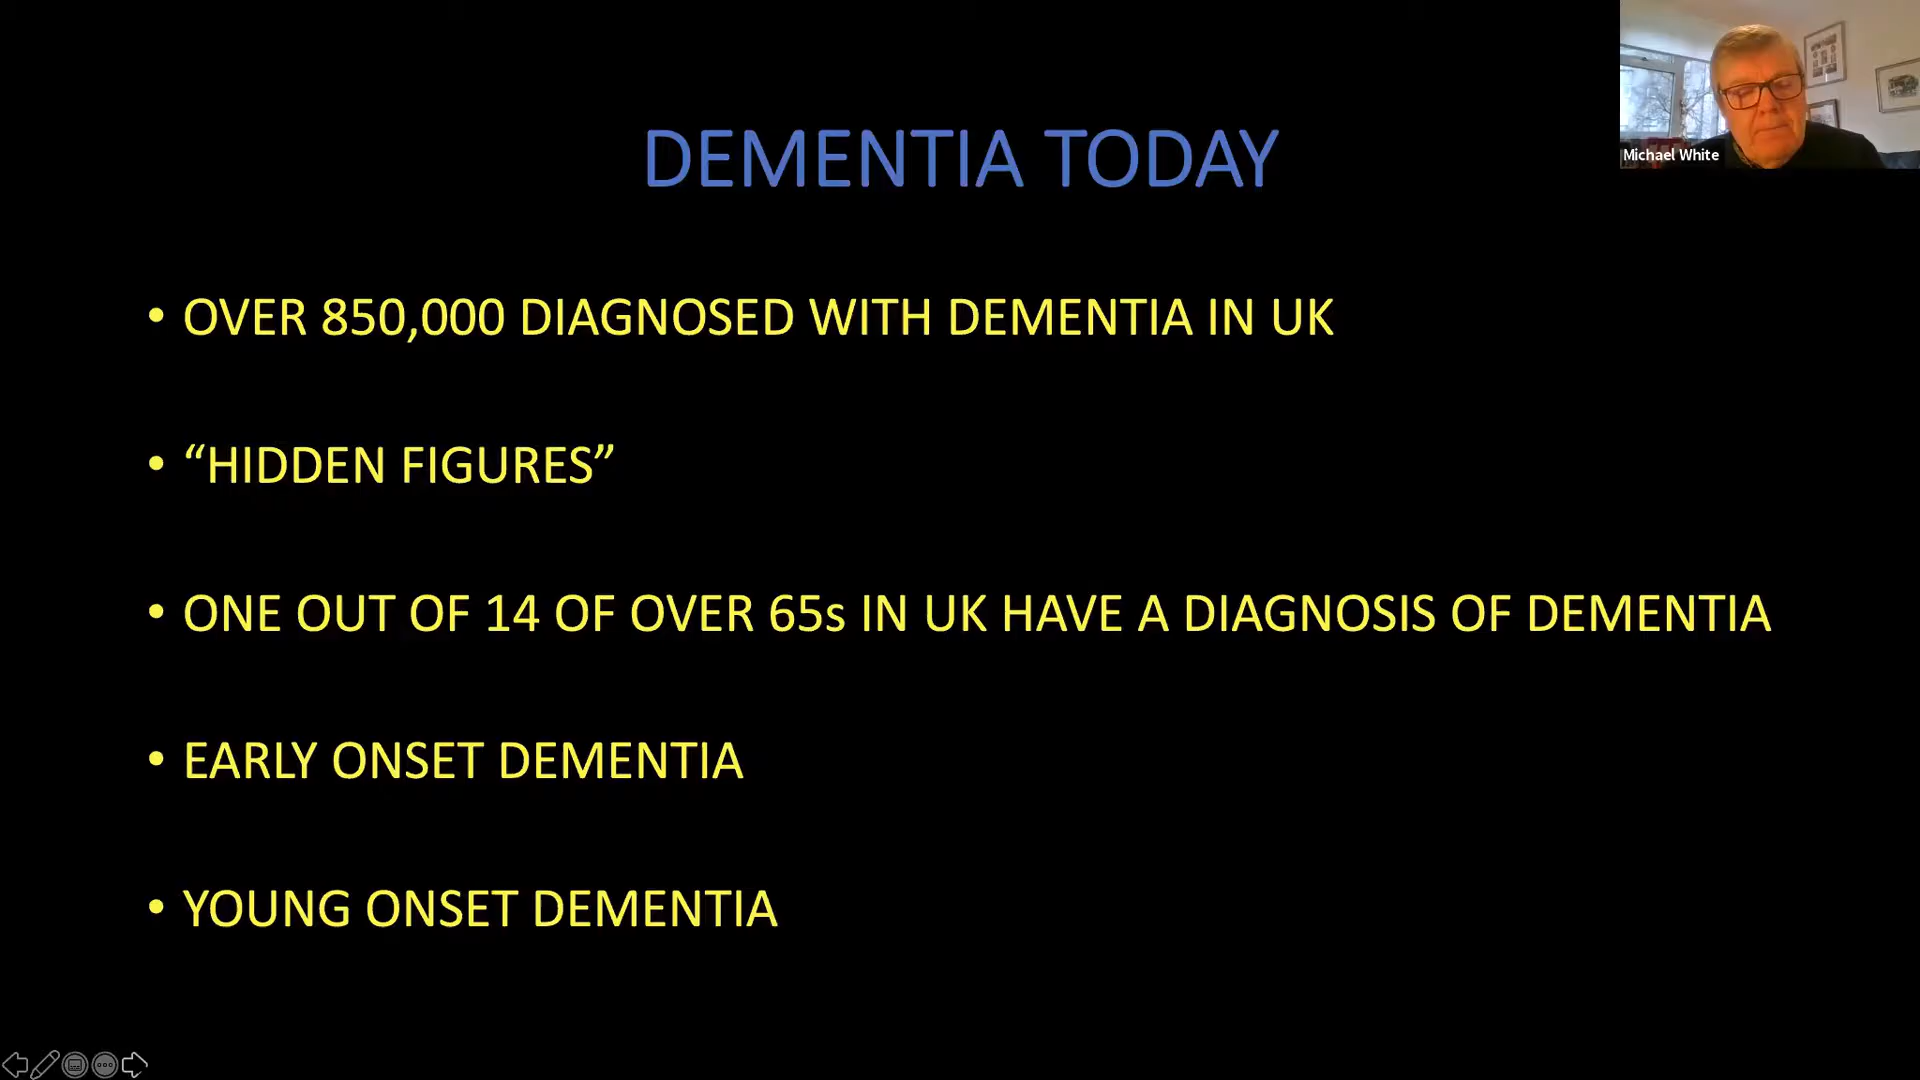 DEMENTIA TODAY
Michael White
• OVER 850,000 DIAGNOSED WITH DEMENTIA IN UK
• “HIDDEN FIGURES”
• ONE OUT OF 14 OF OVER 65s IN UK HAVE A DIAGNOSIS OF DEMENTIA
• EARLY ONSET DEMENTIA
• YOUNG ONSET DEMENTIA